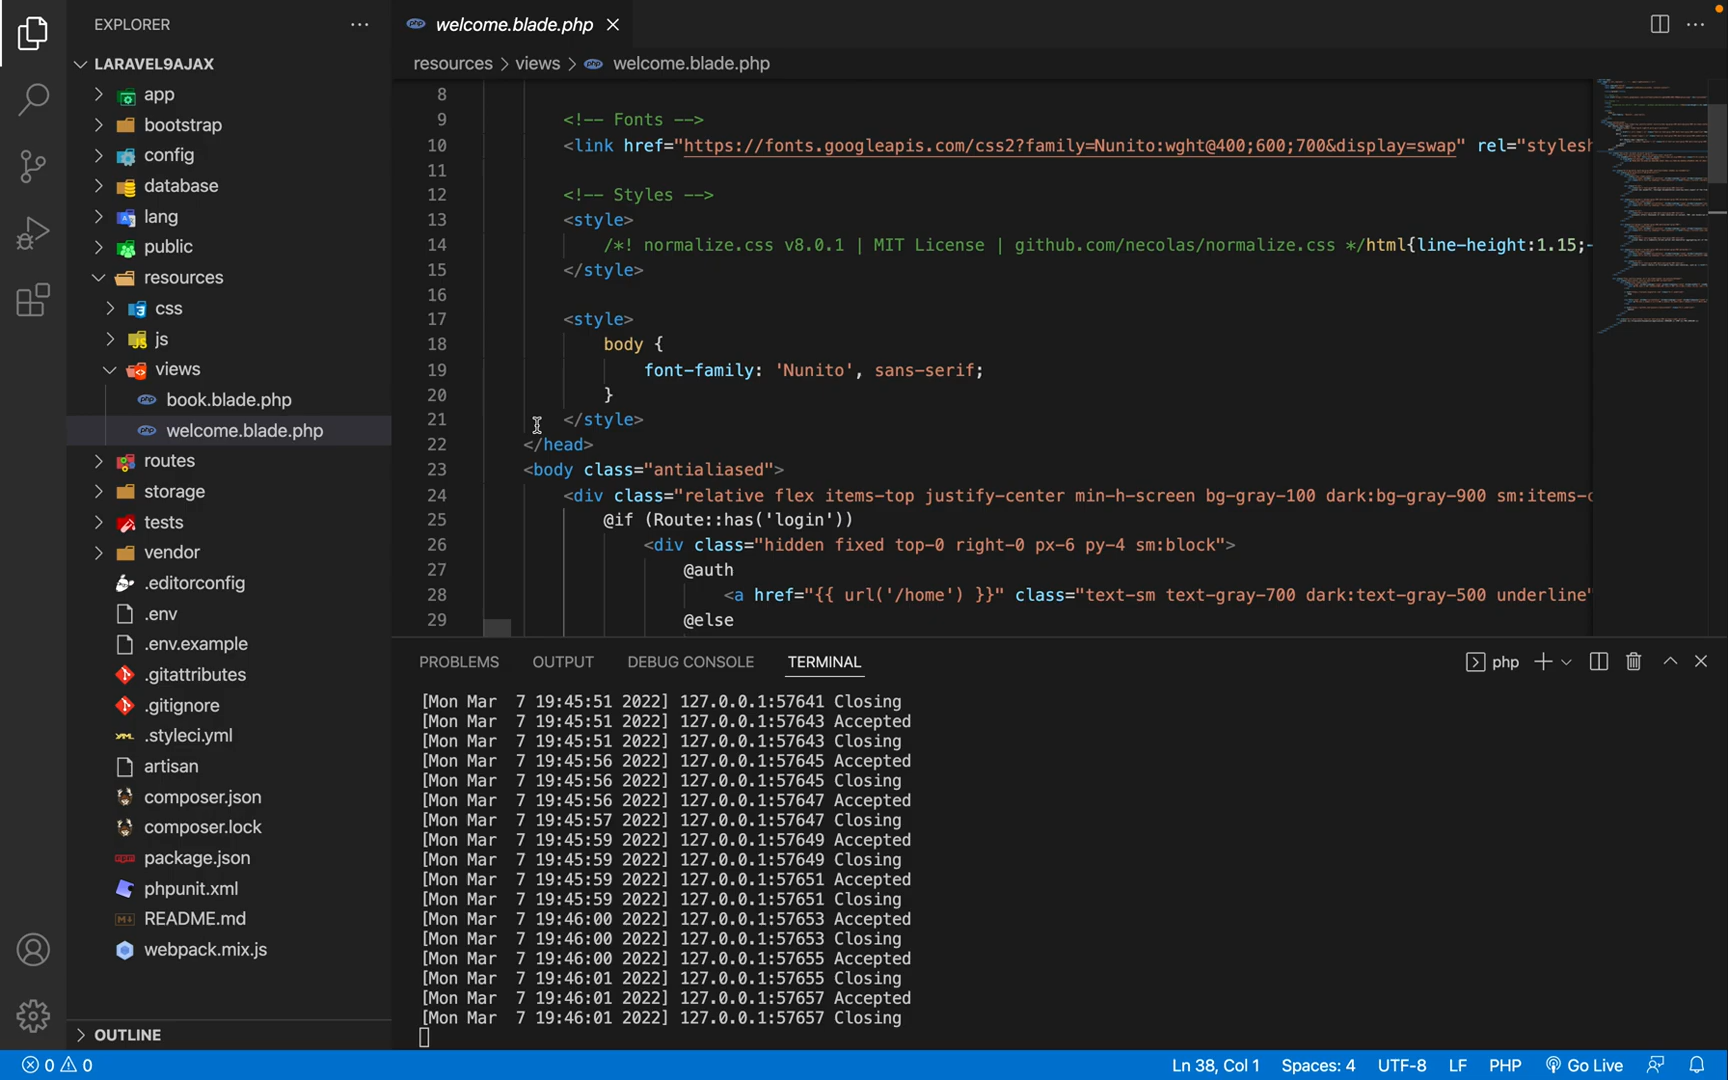 EXPLORER
LARAVEL9AJAX
app
bootstrap
config
database
lang
public
resources
css
js
views
book.blade.php
welcome.blade.php
routes
storage
tests
vendor
.editorconfig
.env
.env.example
.gitattributes
.gitignore
.styleci.yml
artisan
composer.json
composer.lock
package.json
phpunit.xml
README.md
webpack.mix.js
OUTLINE
welcome.blade.php
resources > views > welcome.blade.php
8
9 <!-- Fonts -->
10 <link href="https://fonts.googleapis.com/css2?family=Nunito:wght@400;600;700&display=swap" rel="stylesh
11
12 <!-- Styles -->
13 <style>
14 /*! normalize.css v8.0.1 | MIT License | github.com/necolas/normalize.css */html{line-height:1.15;-
15 </style>
16
17 <style>
18 body {
19 font-family: 'Nunito', sans-serif;
20 }
21 </style>
22 </head>
23 <body class="antialiased">
24 <div class="relative flex items-top justify-center min-h-screen bg-gray-100 dark:bg-gray-900 sm:items-c
25 @if (Route::has('login'))
26 <div class="hidden fixed top-0 right-0 px-6 py-4 sm:block">
27 @auth
28 <a href="{{ url('/home') }}" class="text-sm text-gray-700 dark:text-gray-500 underline"
29 @else
PROBLEMS OUTPUT DEBUG CONSOLE TERMINAL php
[Mon Mar  7 19:45:51 2022] 127.0.0.1:57641 Closing
[Mon Mar  7 19:45:51 2022] 127.0.0.1:57643 Accepted
[Mon Mar  7 19:45:51 2022] 127.0.0.1:57643 Closing
[Mon Mar  7 19:45:56 2022] 127.0.0.1:57645 Accepted
[Mon Mar  7 19:45:56 2022] 127.0.0.1:57645 Closing
[Mon Mar  7 19:45:56 2022] 127.0.0.1:57647 Accepted
[Mon Mar  7 19:45:57 2022] 127.0.0.1:57647 Closing
[Mon Mar  7 19:45:59 2022] 127.0.0.1:57649 Accepted
[Mon Mar  7 19:45:59 2022] 127.0.0.1:57649 Closing
[Mon Mar  7 19:45:59 2022] 127.0.0.1:57651 Accepted
[Mon Mar  7 19:45:59 2022] 127.0.0.1:57651 Closing
[Mon Mar  7 19:46:00 2022] 127.0.0.1:57653 Accepted
[Mon Mar  7 19:46:00 2022] 127.0.0.1:57653 Closing
[Mon Mar  7 19:46:00 2022] 127.0.0.1:57655 Accepted
[Mon Mar  7 19:46:01 2022] 127.0.0.1:57655 Closing
[Mon Mar  7 19:46:01 2022] 127.0.0.1:57657 Accepted
[Mon Mar  7 19:46:01 2022] 127.0.0.1:57657 Closing
0 0 Ln 38, Col 1 Spaces: 4 UTF-8 LF PHP Go Live